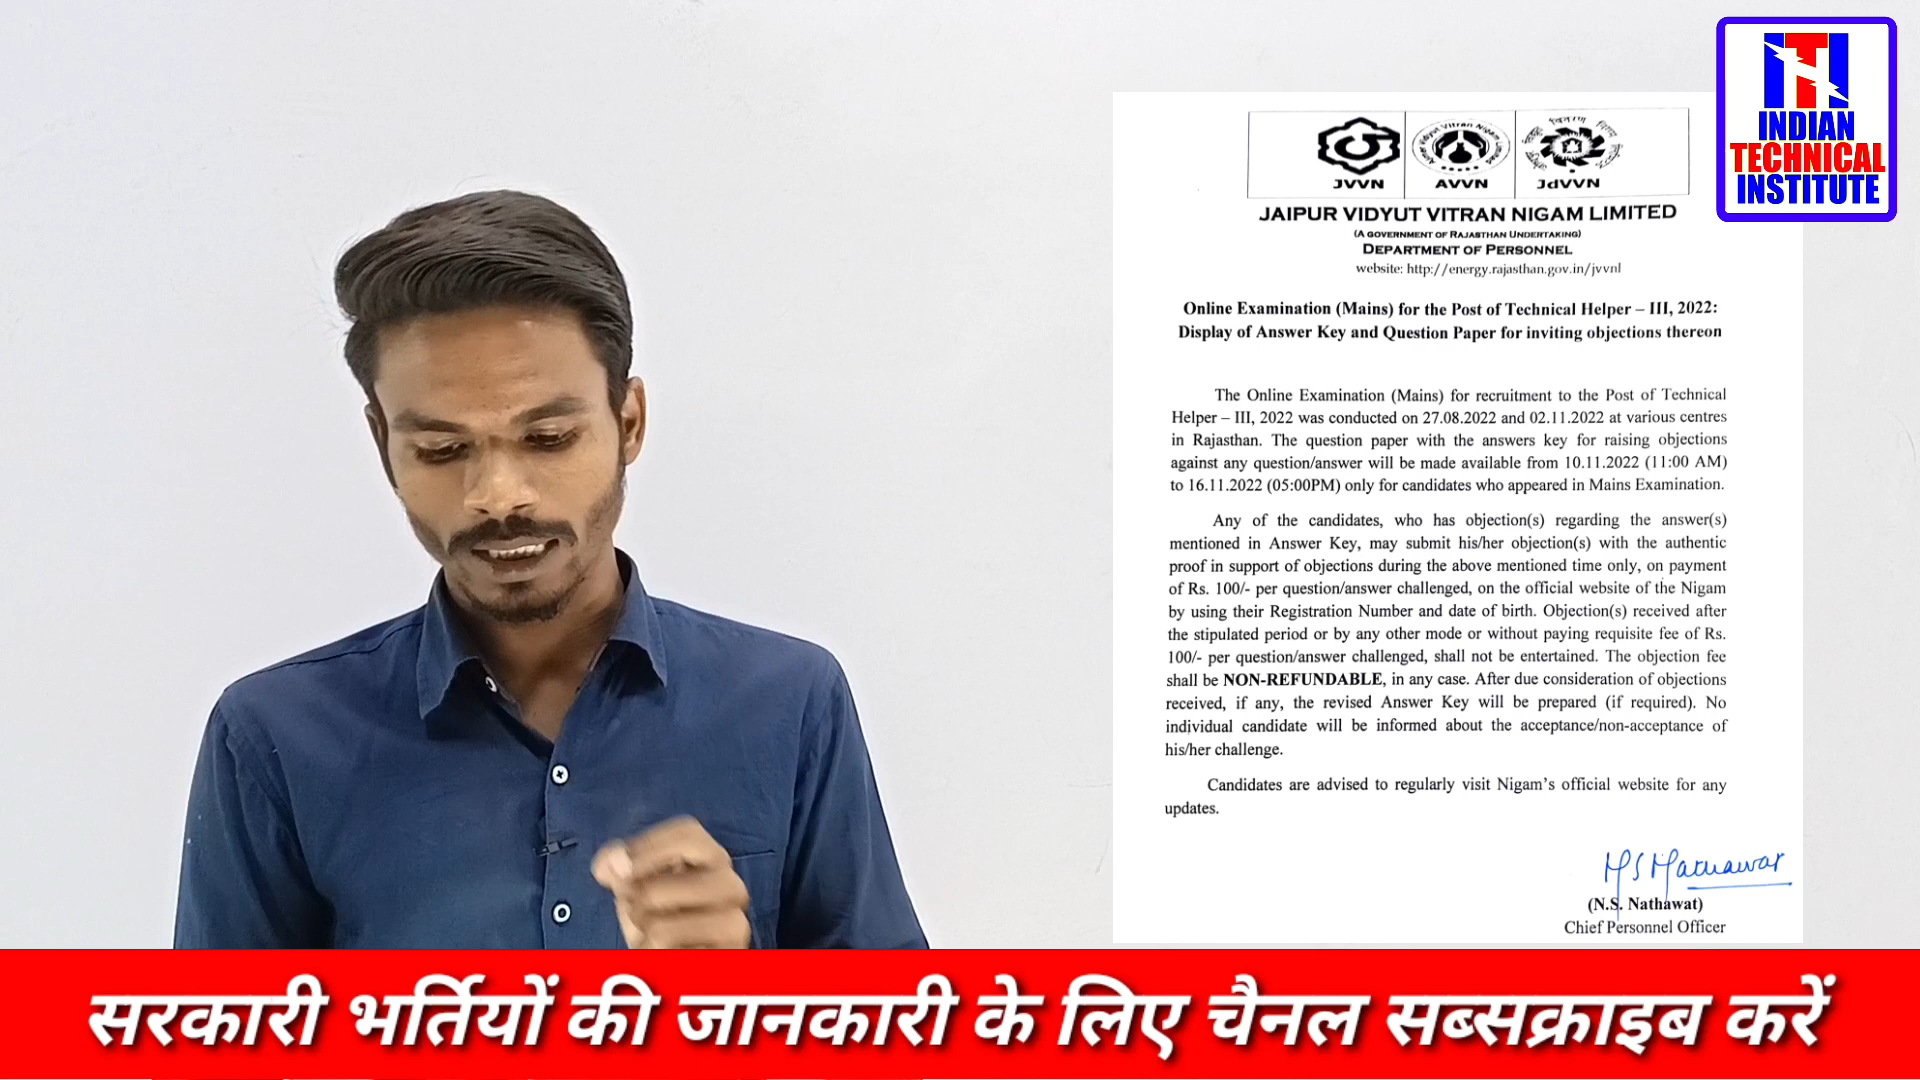 ITI
INDIAN
TECHNICAL
INSTITUTE
JVVN AVVN JdVVN
JAIPUR VIDYUT VITRAN NIGAM LIMITED
(A GOVERNMENT OF RAJASTHAN UNDERTAKING)
DEPARTMENT OF PERSONNEL
website: http://energy.rajasthan.gov.in/jvvnl
Online Examination (Mains) for the Post of Technical Helper – III, 2022:
Display of Answer Key and Question Paper for inviting objections thereon
The Online Examination (Mains) for recruitment to the Post of Technical
Helper – III, 2022 was conducted on 27.08.2022 and 02.11.2022 at various centres
in Rajasthan. The question paper with the answers key for raising objections
against any question/answer will be made available from 10.11.2022 (11:00 AM)
to 16.11.2022 (05:00PM) only for candidates who appeared in Mains Examination.
Any of the candidates, who has objection(s) regarding the answer(s)
mentioned in Answer Key, may submit his/her objection(s) with the authentic
proof in support of objections during the above mentioned time only, on payment
of Rs. 100/- per question/answer challenged, on the official website of the Nigam
by using their Registration Number and date of birth. Objection(s) received after
the stipulated period or by any other mode or without paying requisite fee of Rs.
100/- per question/answer challenged, shall not be entertained. The objection fee
shall be NON-REFUNDABLE, in any case. After due consideration of objections
received, if any, the revised Answer Key will be prepared (if required). No
individual candidate will be informed about the acceptance/non-acceptance of
his/her challenge.
Candidates are advised to regularly visit Nigam's official website for any
updates.
(N.S. Nathawat)
Chief Personnel Officer
सरकारी भर्तियों की जानकारी के लिए चैनल सब्सक्राइब करें